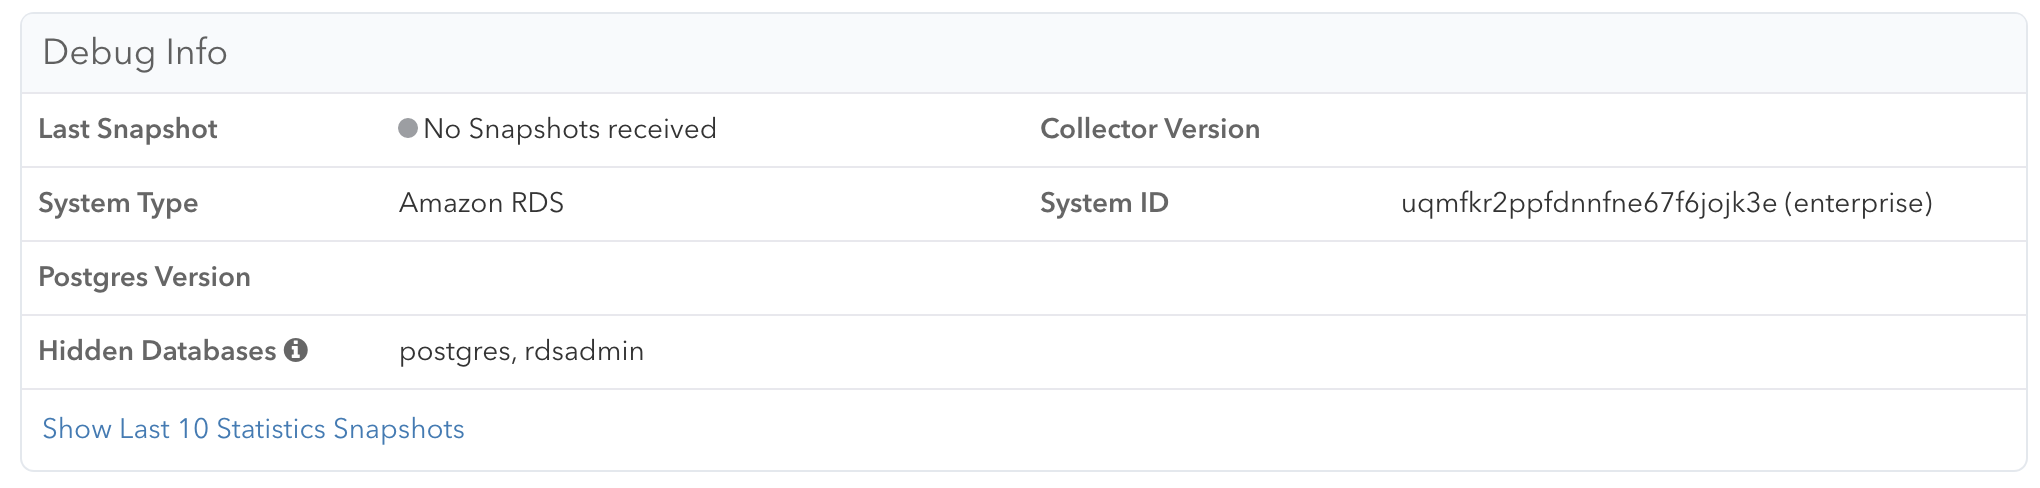 Debug Info
Last Snapshot No Snapshots received Collector Version
System Type Amazon RDS System ID uqmfkr2ppfdnnfne67f6jojk3e (enterprise)
Postgres Version
Hidden Databases postgres, rdsadmin
Show Last 10 Statistics Snapshots